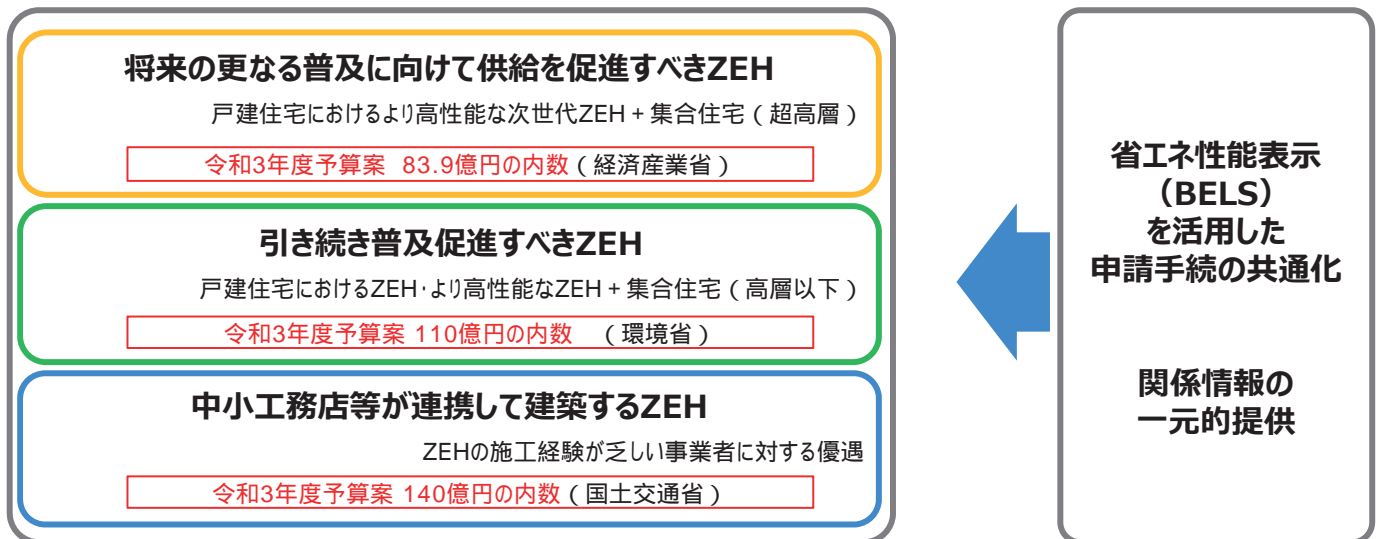 将来の更なる普及に向けて供給を促進すべきZEH
戸建住宅におけるより高性能な次世代ZEH+集合住宅(超高層)
令和3年度予算案 83.9億円の内数(経済産業省)
引き続き普及促進すべきZEH
戸建住宅におけるZEH・より高性能なZEH+集合住宅(高層以下)
令和3年度予算案 110億円の内数 (環境省)
中小工務店等が連携して建築するZEH
ZEHの施工経験が乏しい事業者に対する優遇
令和3年度予算案 140億円の内数(国土交通省)
省エネ性能表示
(BELS)
を活用した
申請手続の共通化
関係情報の
一元的提供